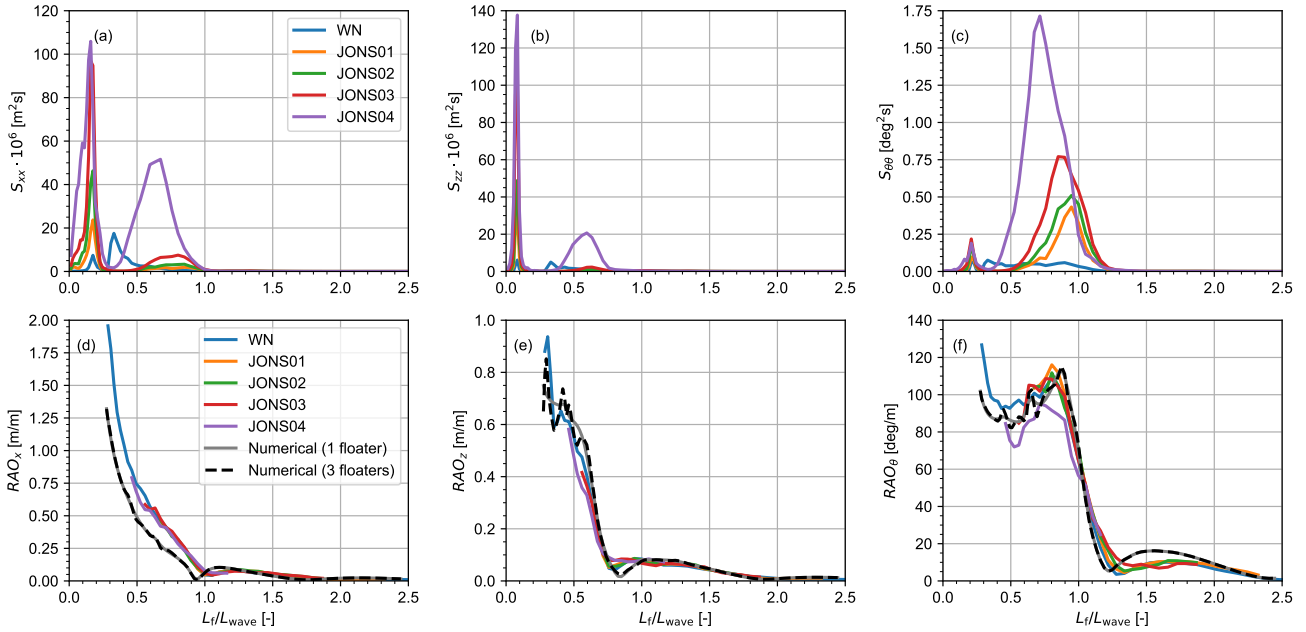 120
100
80
60
40
20
0
0.0 0.5 1.0 1.5 2.0 2.5
S_xx · 10^6 [m^2s]
(a)
WN
JONS01
JONS02
JONS03
JONS04
140
120
100
80
60
40
20
0
0.0 0.5 1.0 1.5 2.0 2.5
S_zz · 10^6 [m^2s]
(b)
1.75
1.50
1.25
1.00
0.75
0.50
0.25
0.00
0.0 0.5 1.0 1.5 2.0 2.5
S_θθ [deg^2s]
(c)
2.00
1.75
1.50
1.25
1.00
0.75
0.50
0.25
0.00
0.0 0.5 1.0 1.5 2.0 2.5
RAO_x [m/m]
L_f/L_wave [-]
(d)
WN
JONS01
JONS02
JONS03
JONS04
Numerical (1 floater)
Numerical (3 floaters)
1.0
0.8
0.6
0.4
0.2
0.0
0.0 0.5 1.0 1.5 2.0 2.5
RAO_z [m/m]
L_f/L_wave [-]
(e)
140
120
100
80
60
40
20
0
0.0 0.5 1.0 1.5 2.0 2.5
RAO_θ [deg/m]
L_f/L_wave [-]
(f)